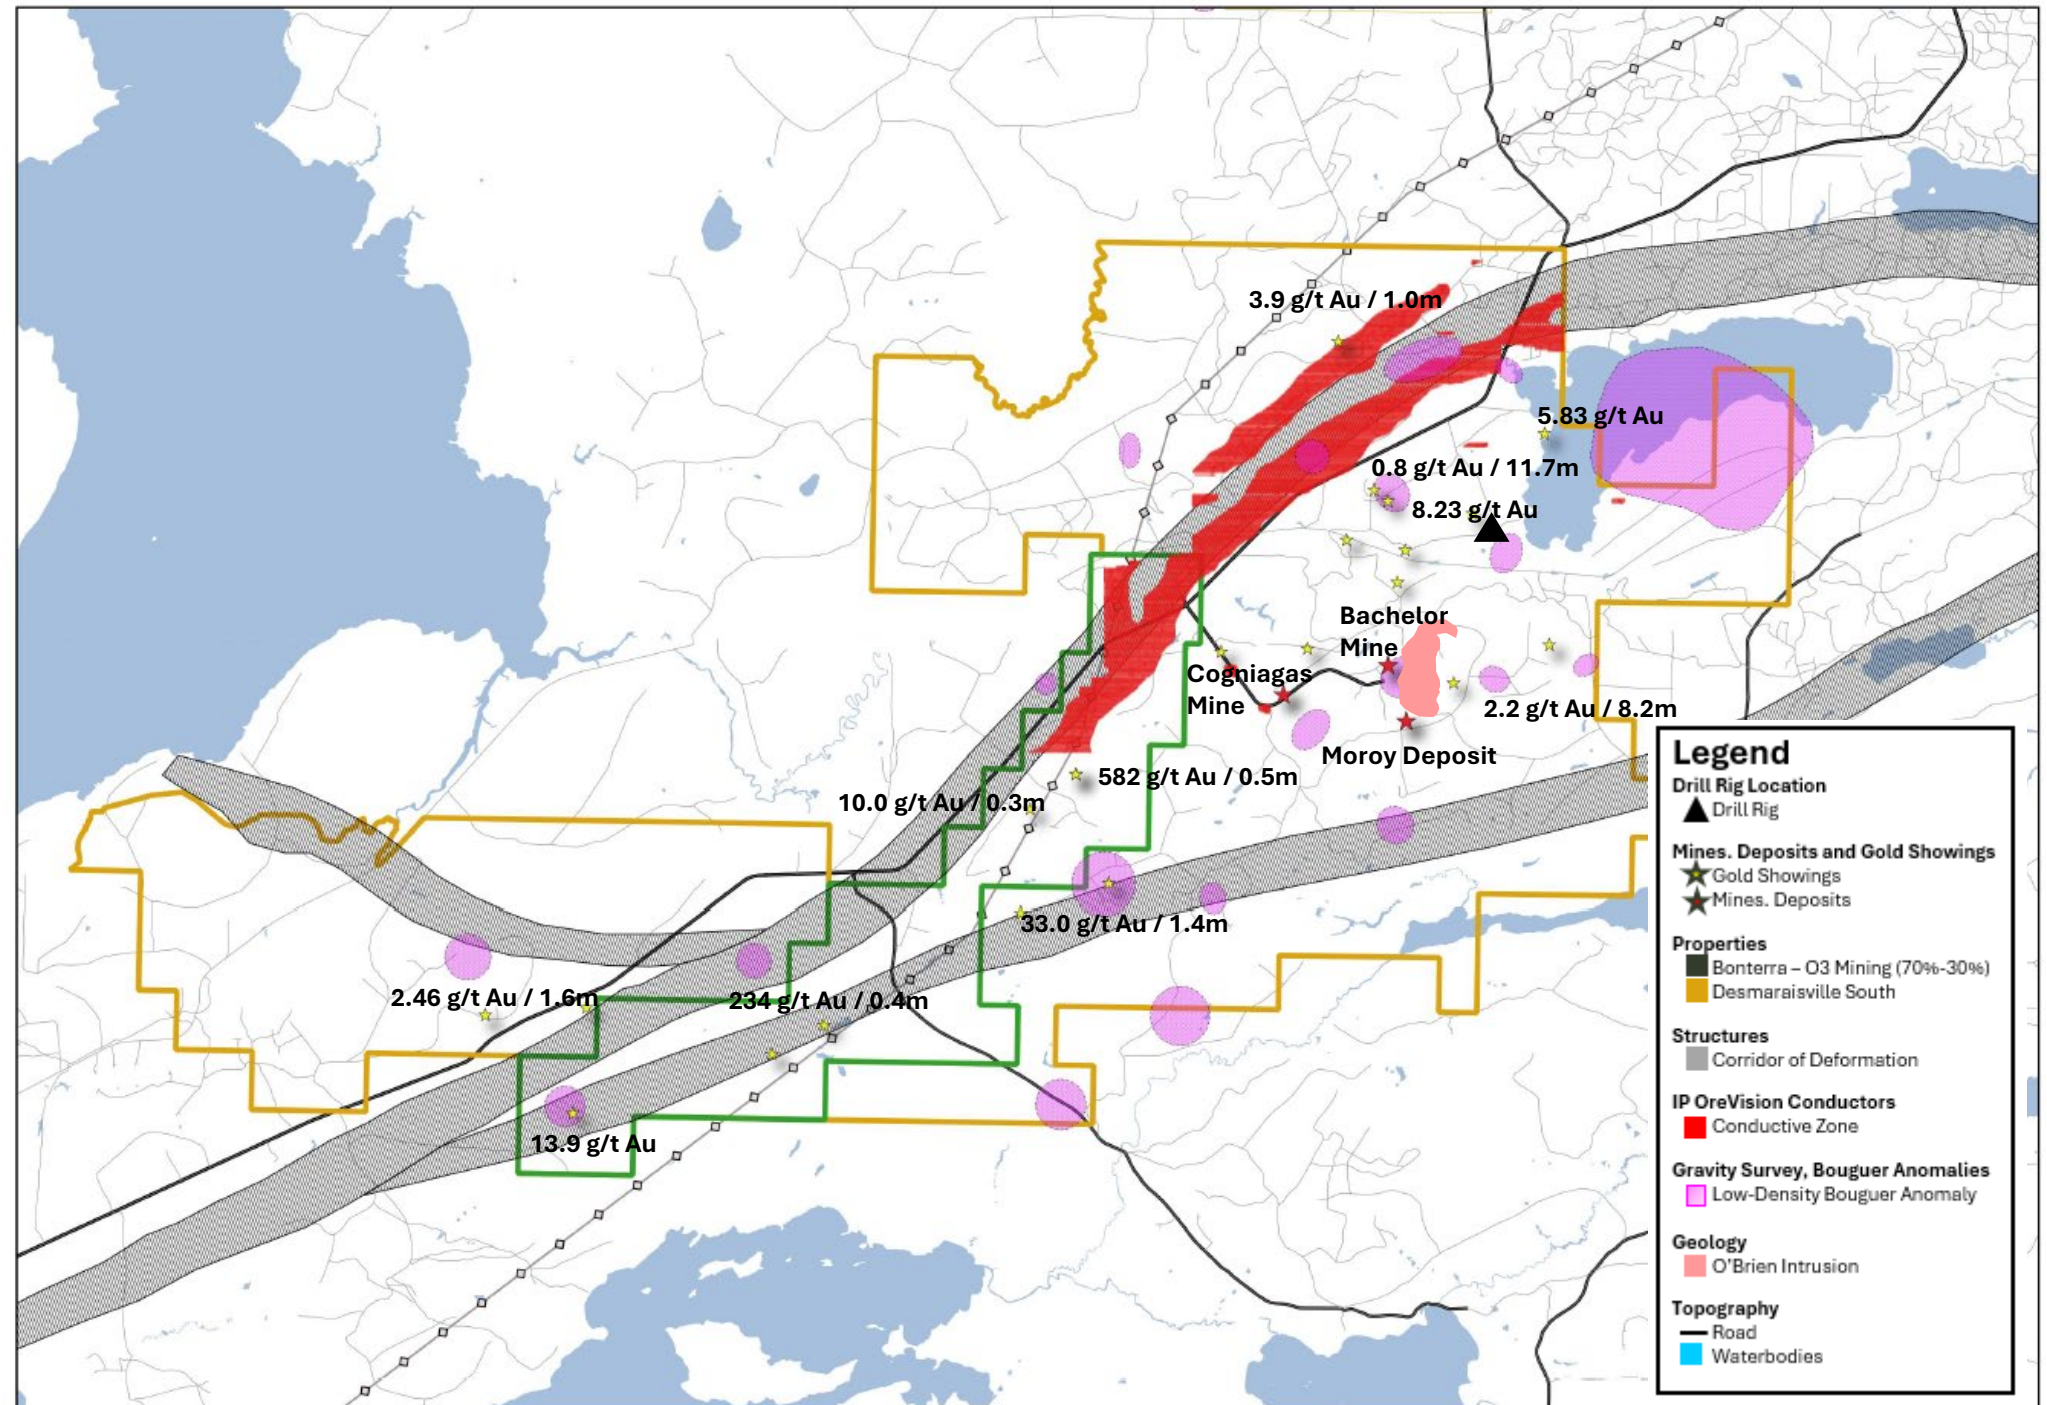 3.9 g/t Au / 1.0m
5.83 g/t Au
0.8 g/t Au / 11.7m
8.23 g/t Au
Bachelor
Mine
Cogniagas
Mine
2.2 g/t Au / 8.2m
Moroy Deposit
582 g/t Au / 0.5m
10.0 g/t Au / 0.3m
33.0 g/t Au / 1.4m
2.46 g/t Au / 1.6m
234 g/t Au / 0.4m
13.9 g/t Au
Legend
Drill Rig Location
Drill Rig
Mines. Deposits and Gold Showings
Gold Showings
Mines. Deposits
Properties
Bonterra – O3 Mining (70%-30%)
Desmaraisville South
Structures
Corridor of Deformation
IP OreVision Conductors
Conductive Zone
Gravity Survey, Bouguer Anomalies
Low-Density Bouguer Anomaly
Geology
O'Brien Intrusion
Topography
Road
Waterbodies